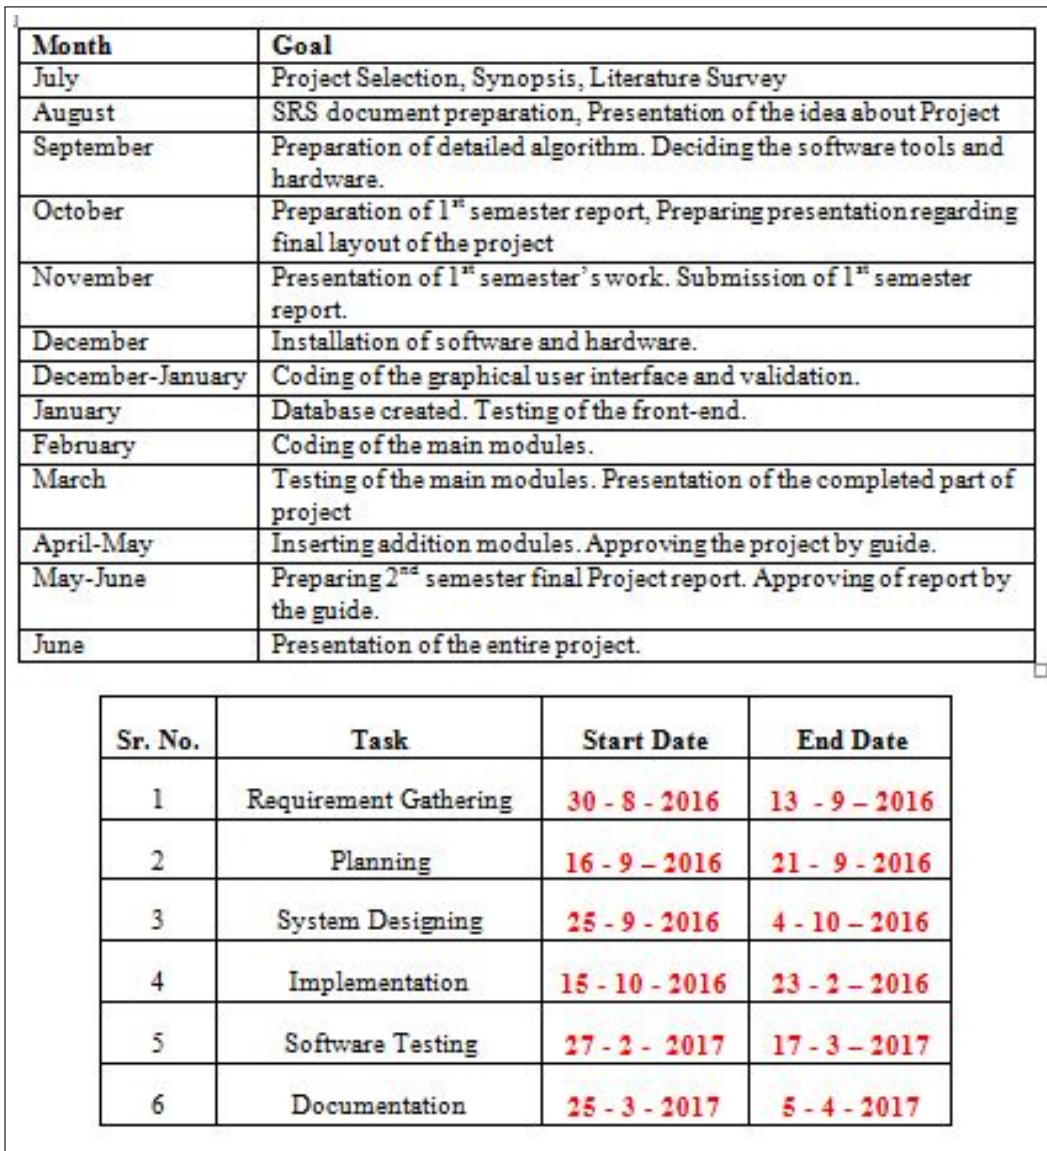 Month Goal
July Project Selection, Synopsis, Literature Survey
August SRS document preparation, Presentation of the idea about Project
September Preparation of detailed algorithm. Deciding the software tools and
hardware.
October Preparation of 1st semester report, Preparing presentation regarding
final layout of the project
November Presentation of 1st semester's work. Submission of 1st semester
report.
December Installation of software and hardware.
December-January Coding of the graphical user interface and validation.
January Database created. Testing of the front-end.
February Coding of the main modules.
March Testing of the main modules. Presentation of the completed part of
project
April-May Inserting addition modules. Approving the project by guide.
May-June Preparing 2nd semester final Project report. Approving of report by
the guide.
June Presentation of the entire project.
Sr. No. Task Start Date End Date
1 Requirement Gathering 30 - 8 - 2016 13 - 9 – 2016
2 Planning 16 - 9 – 2016 21 - 9 - 2016
3 System Designing 25 - 9 - 2016 4 - 10 – 2016
4 Implementation 15 - 10 - 2016 23 - 2 – 2016
5 Software Testing 27 - 2 - 2017 17 - 3 – 2017
6 Documentation 25 - 3 - 2017 5 - 4 - 2017